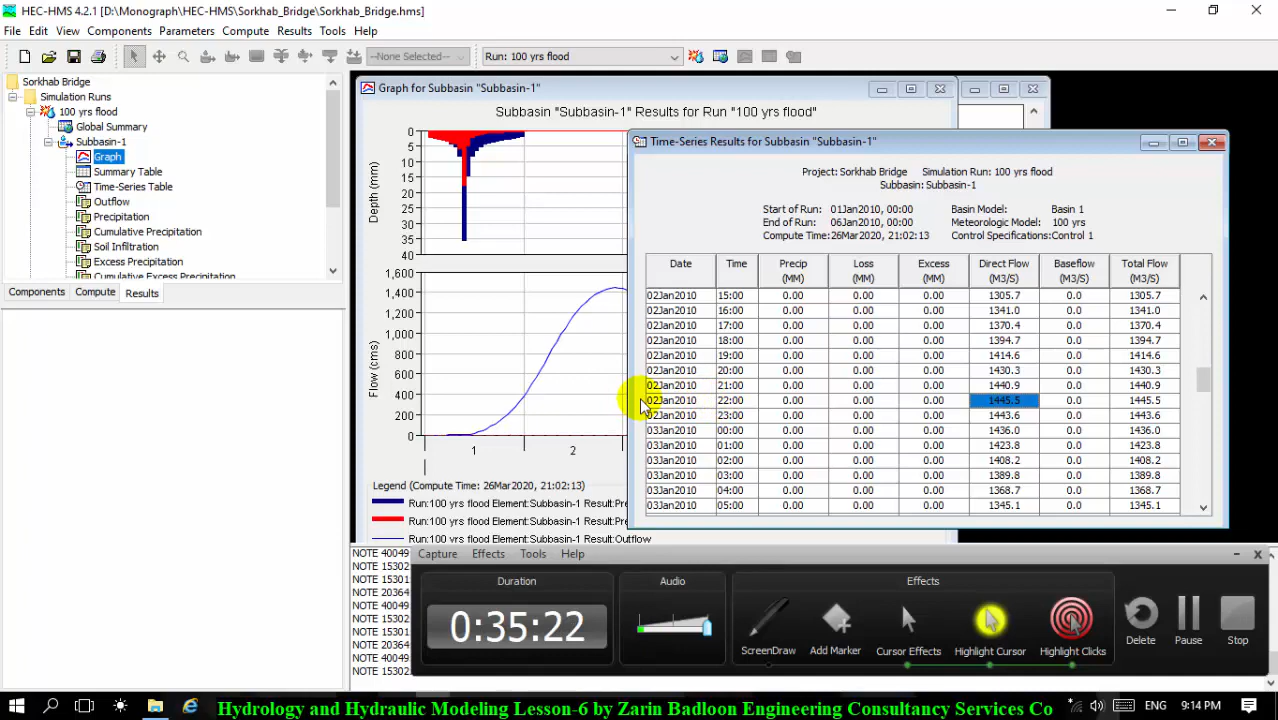 HEC-HMS 4.2.1 [D:\Monograph\HEC-HMS\Sorkhab_Bridge\Sorkhab_Bridge.hms]
File Edit View Components Parameters Compute Results Tools Help
--None Selected-- Run: 100 yrs flood
Sorkhab Bridge
Simulation Runs
100 yrs flood
Global Summary
Subbasin-1
Graph
Summary Table
Time-Series Table
Outflow
Precipitation
Cumulative Precipitation
Soil Infiltration
Excess Precipitation
Cumulative Excess Precipitation
Components Compute Results
Graph for Subbasin "Subbasin-1"
Subbasin "Subbasin-1" Results for Run "100 yrs flood"
Depth (mm)
0
5
10
15
20
25
30
35
40
Flow (cms)
1,600
1,400
1,200
1,000
800
600
400
200
0
1 2
Legend (Compute Time: 26Mar2020, 21:02:13)
Run:100 yrs flood Element:Subbasin-1 Result:Pre
Run:100 yrs flood Element:Subbasin-1 Result:Pre
Run:100 yrs flood Element:Subbasin-1 Result:Outflow
Time-Series Results for Subbasin "Subbasin-1"
Project: Sorkhab Bridge Simulation Run: 100 yrs flood
Subbasin: Subbasin-1
Start of Run: 01Jan2010, 00:00 Basin Model: Basin 1
End of Run: 06Jan2010, 00:00 Meteorologic Model: 100 yrs
Compute Time:26Mar2020, 21:02:13 Control Specifications:Control 1
Date Time Precip (MM) Loss (MM) Excess (MM) Direct Flow (M3/S) Baseflow (M3/S) Total Flow (M3/S)
02Jan2010 15:00 0.00 0.00 0.00 1305.7 0.0 1305.7
02Jan2010 16:00 0.00 0.00 0.00 1341.0 0.0 1341.0
02Jan2010 17:00 0.00 0.00 0.00 1370.4 0.0 1370.4
02Jan2010 18:00 0.00 0.00 0.00 1394.7 0.0 1394.7
02Jan2010 19:00 0.00 0.00 0.00 1414.6 0.0 1414.6
02Jan2010 20:00 0.00 0.00 0.00 1430.3 0.0 1430.3
02Jan2010 21:00 0.00 0.00 0.00 1440.9 0.0 1440.9
02Jan2010 22:00 0.00 0.00 0.00 1445.5 0.0 1445.5
02Jan2010 23:00 0.00 0.00 0.00 1443.6 0.0 1443.6
03Jan2010 00:00 0.00 0.00 0.00 1436.0 0.0 1436.0
03Jan2010 01:00 0.00 0.00 0.00 1423.8 0.0 1423.8
03Jan2010 02:00 0.00 0.00 0.00 1408.2 0.0 1408.2
03Jan2010 03:00 0.00 0.00 0.00 1389.8 0.0 1389.8
03Jan2010 04:00 0.00 0.00 0.00 1368.7 0.0 1368.7
03Jan2010 05:00 0.00 0.00 0.00 1345.1 0.0 1345.1
NOTE 40049
NOTE 15302
NOTE 15301
NOTE 20364
NOTE 40049
NOTE 15302
NOTE 15301
NOTE 20364
NOTE 40049
NOTE 15302
Capture Effects Tools Help
Duration Audio Effects
0:35:22
ScreenDraw Add Marker Cursor Effects Highlight Cursor Highlight Clicks Delete Pause Stop
Hydrology and Hydraulic Modeling Lesson-6 by Zarin Badloon Engineering Consultancy Services Co
ENG 9:14 PM